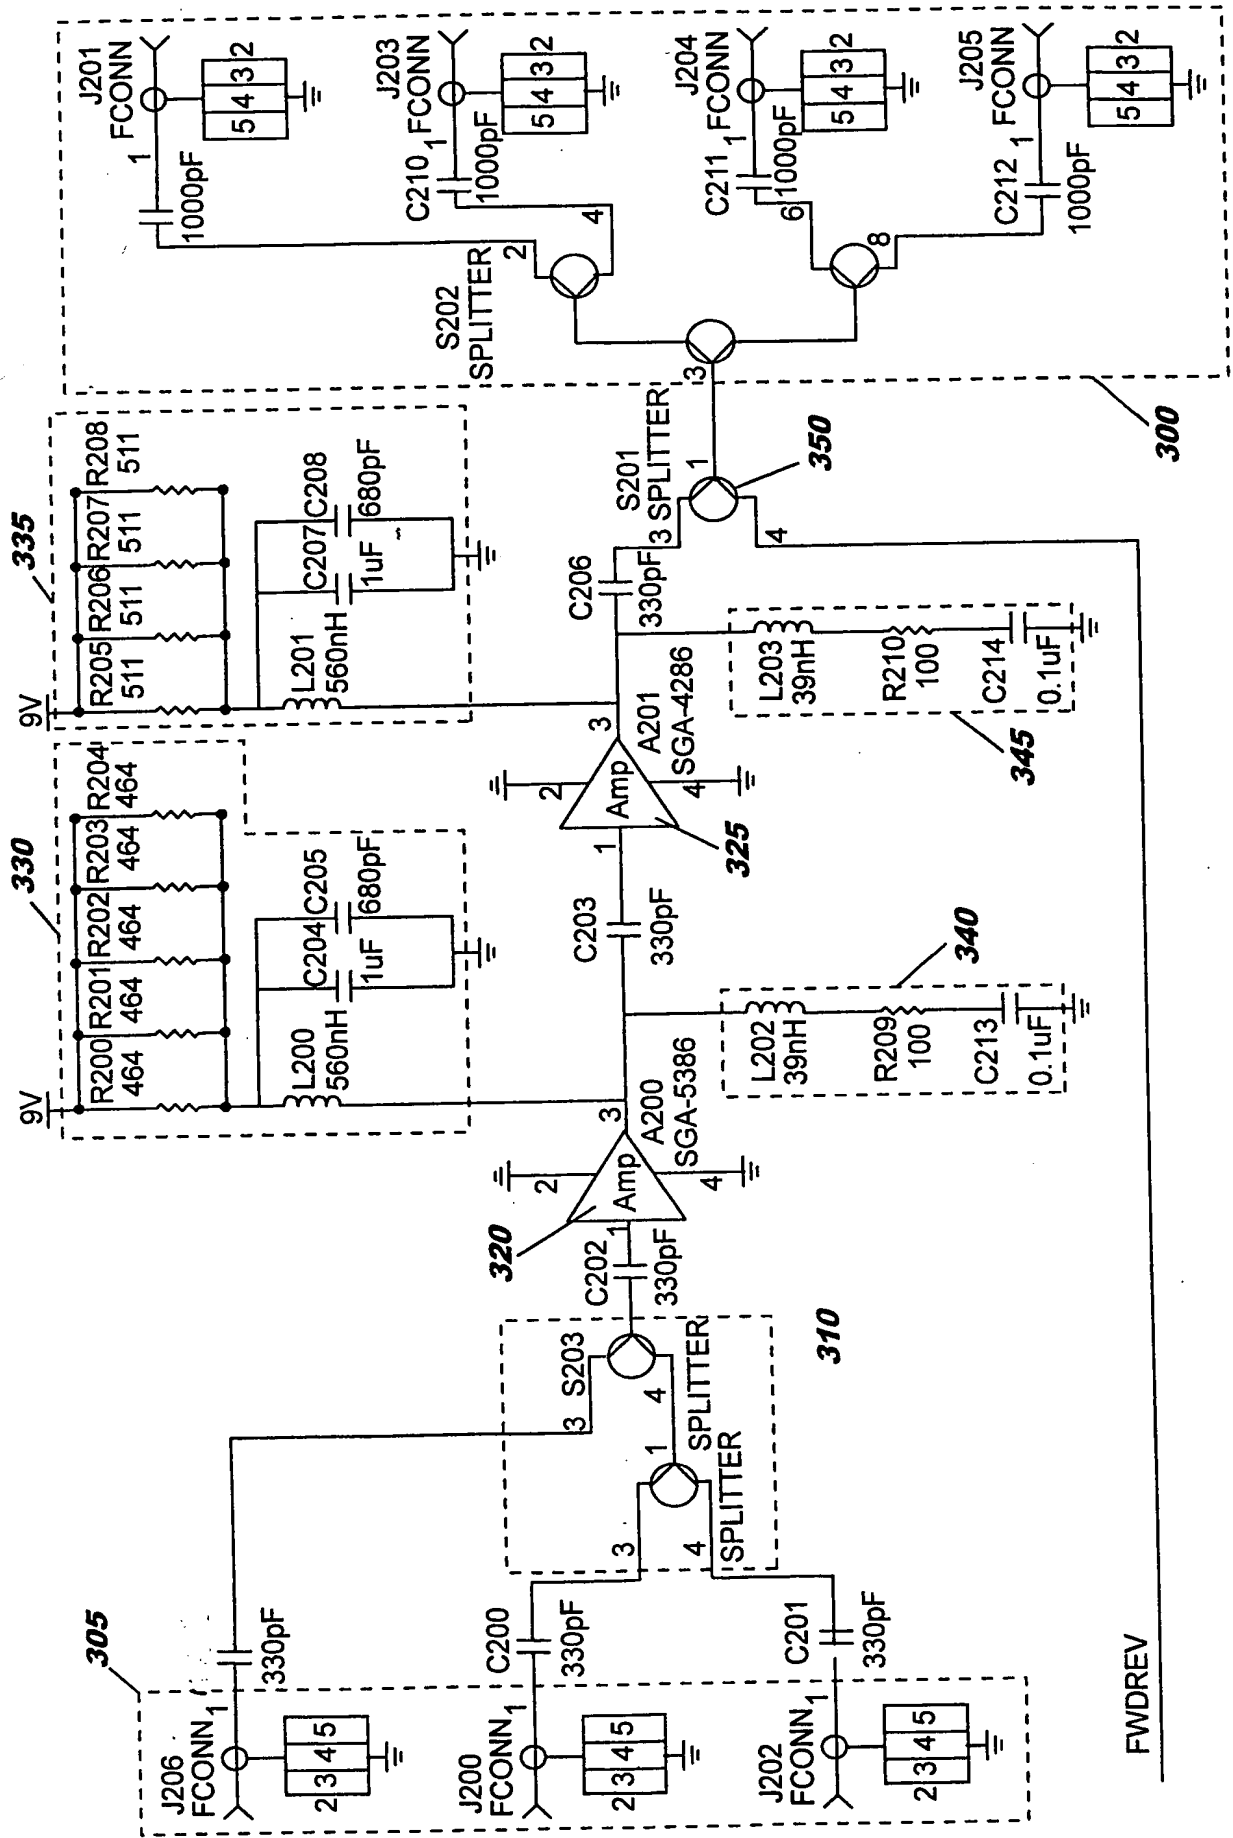 305
J206
FCONN
1
330pF
2 3 4 5
J200
FCONN
1
C200
330pF
2 3 4 5
J202
FCONN
1
C201
330pF
2 3 4 5
FWDREV
310
3
4
1
SPLITTER
S203
3
4
SPLITTER
C202
330pF
320
1
Amp
2
4
3
A200
SGA-5386
330
9V
R200
464
R201
464
R202
464
R203
464
R204
464
L200
560nH
C204
1uF
C205
680pF
340
L202
39nH
R209
100
C213
0.1uF
C203
330pF
325
1
Amp
2
4
3
A201
SGA-4286
335
9V
R205
511
R206
511
R207
511
R208
511
L201
560nH
C207
1uF
C208
680pF
345
L203
39nH
R210
100
C214
0.1uF
C206
330pF
S201
SPLITTER
3
4
1
350
300
S202
SPLITTER
3
2
4
6
8
1000pF
1
J201
FCONN
5 4 3 2
C210
1000pF
1
J203
FCONN
5 4 3 2
C211
1000pF
1
J204
FCONN
5 4 3 2
C212
1000pF
1
J205
FCONN
5 4 3 2